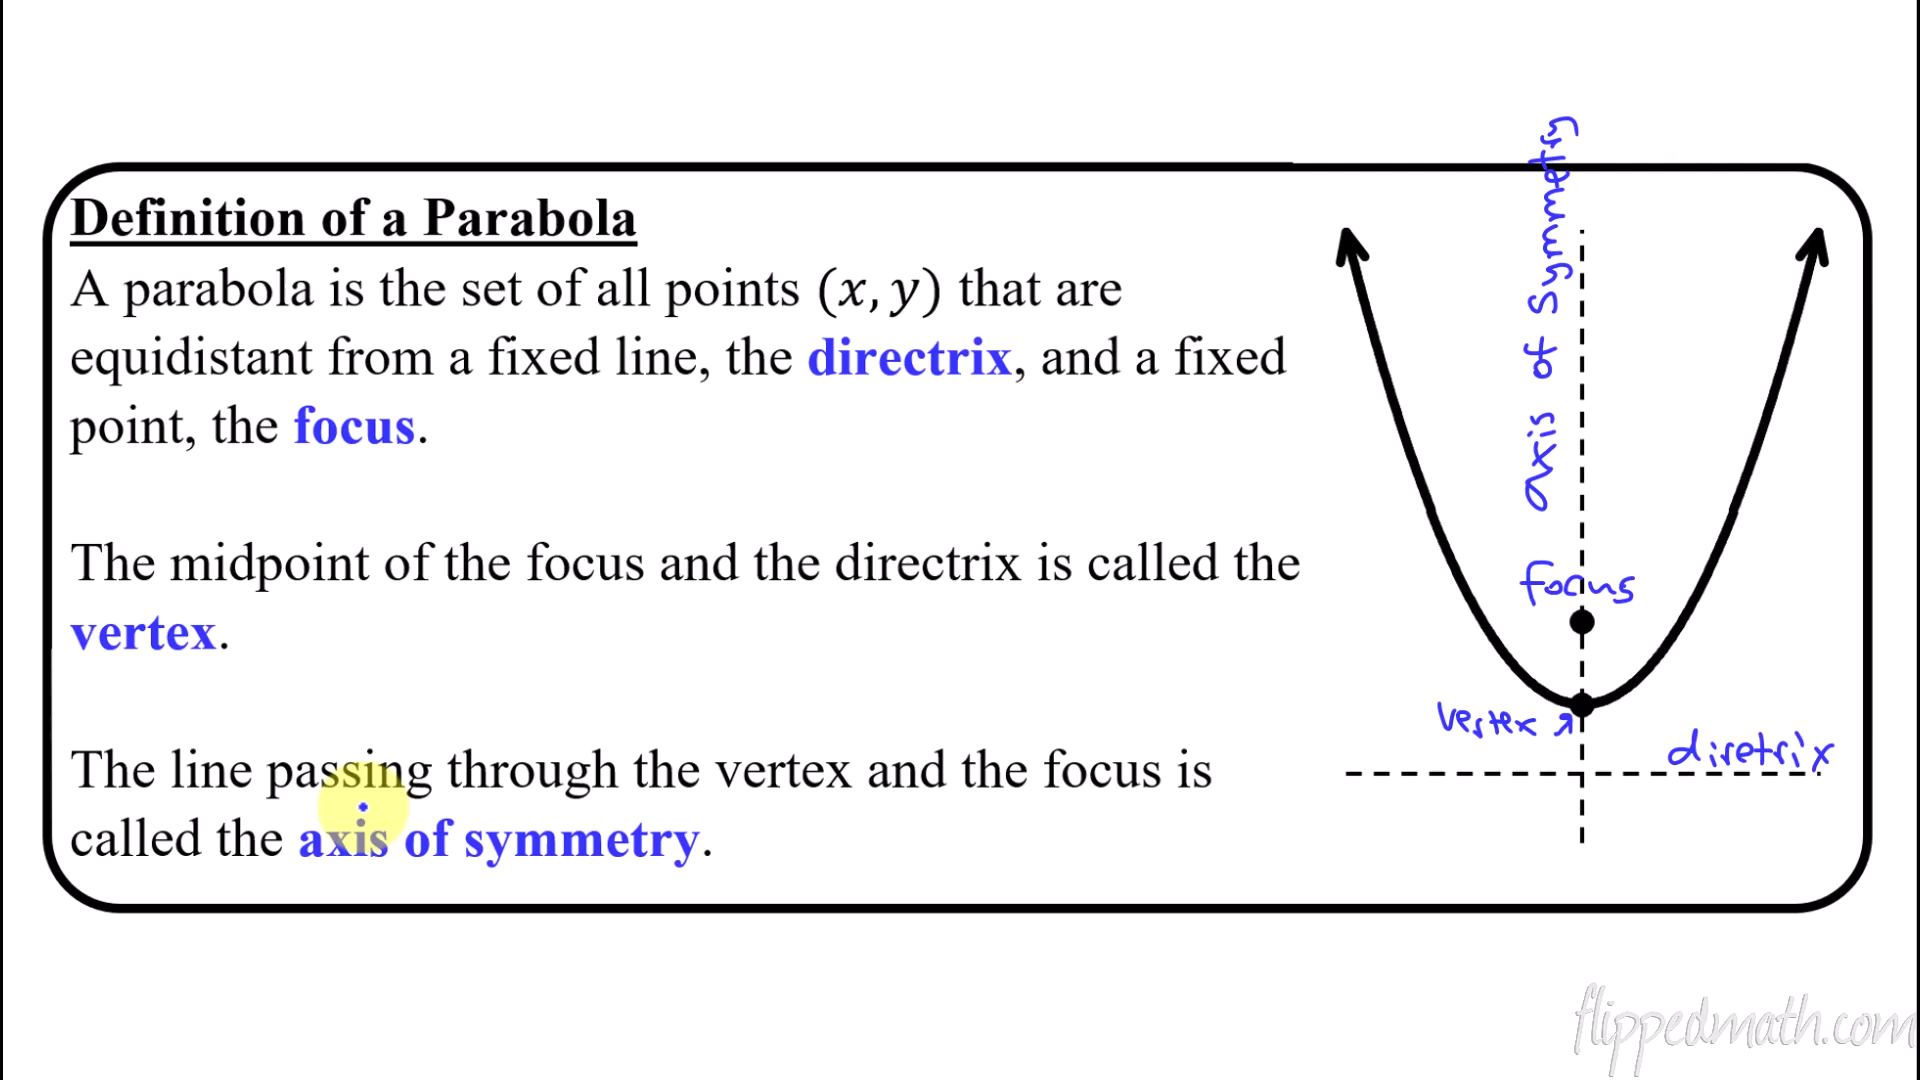 Definition of a Parabola
A parabola is the set of all points (x, y) that are
equidistant from a fixed line, the directrix, and a fixed
point, the focus.
The midpoint of the focus and the directrix is called the
vertex.
The line passing through the vertex and the focus is
called the axis of symmetry.
axis of symmetry
focus
vertex
diretrix
flippedmath.com